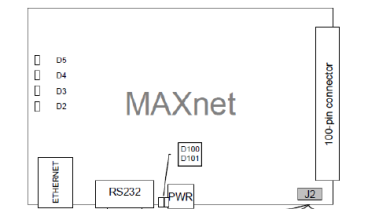 D5
D4
D3
D2
MAXnet
100-pin connector
D100
D101
ETHERNET
RS232
PWR
J2